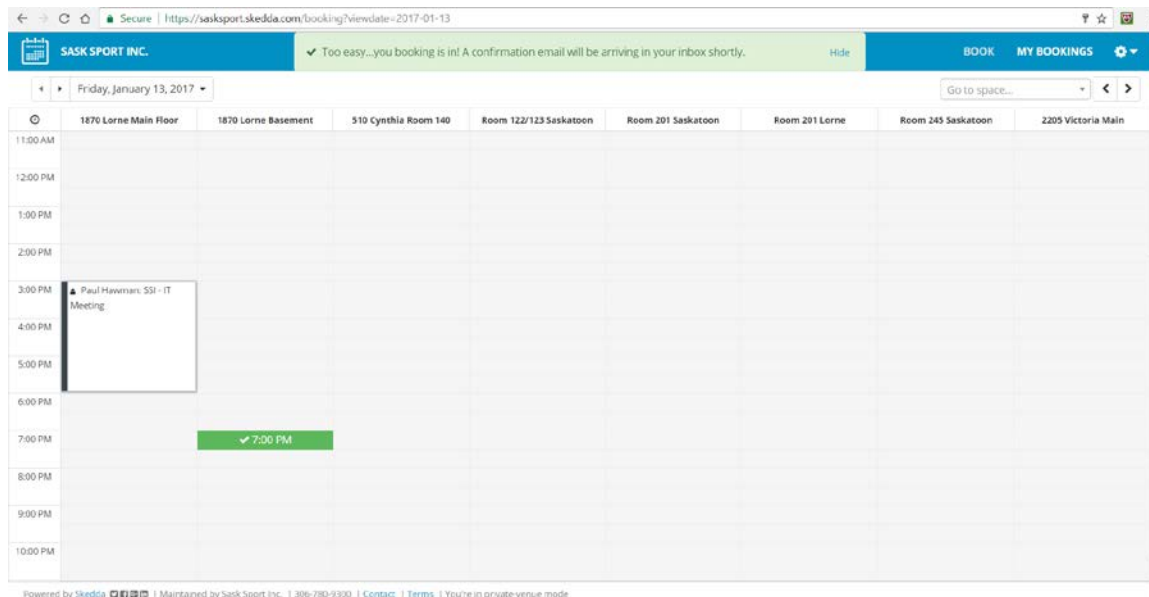 Secure | https://sasksport.skedda.com/booking?viewdate=2017-01-13
SASK SPORT INC.
Too easy...you booking is in! A confirmation email will be arriving in your inbox shortly.
Hide
BOOK
MY BOOKINGS
Friday, January 13, 2017
Go to space...
1870 Lorne Main Floor
1870 Lorne Basement
510 Cynthia Room 140
Room 122/123 Saskatoon
Room 201 Saskatoon
Room 201 Lorne
Room 245 Saskatoon
2205 Victoria Main
11:00 AM
12:00 PM
1:00 PM
2:00 PM
3:00 PM
Paul Hawman: SSI - IT
Meeting
4:00 PM
5:00 PM
6:00 PM
7:00 PM
7:00 PM
8:00 PM
9:00 PM
10:00 PM
Powered by Skedda | Maintained by Sask Sport Inc. | 306-780-9300 | Contact | Terms | You're in private-venue mode